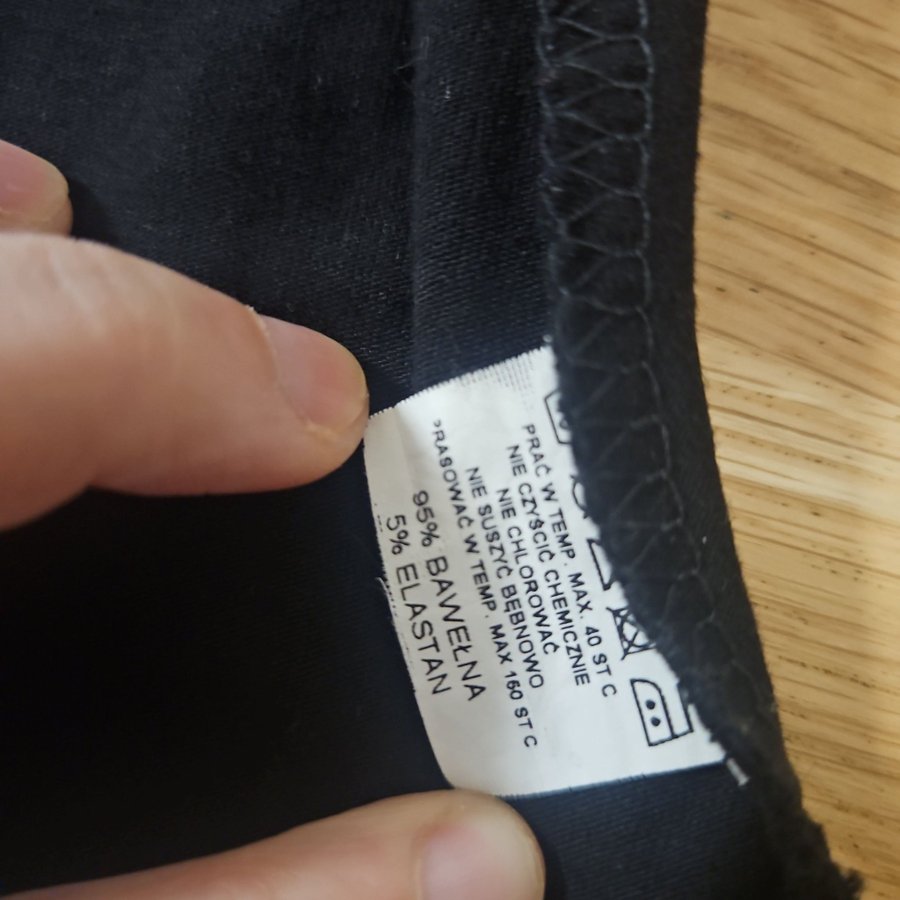 PRAĆ W TEMP. MAX. 40 ST C
NIE CZYŚCIĆ CHEMICZNIE
NIE CHLOROWAĆ
NIE SUSZYĆ BĘBNOWO
PRASOWAĆ W TEMP. MAX 160 ST C
95% BAWEŁNA
5% ELASTAN